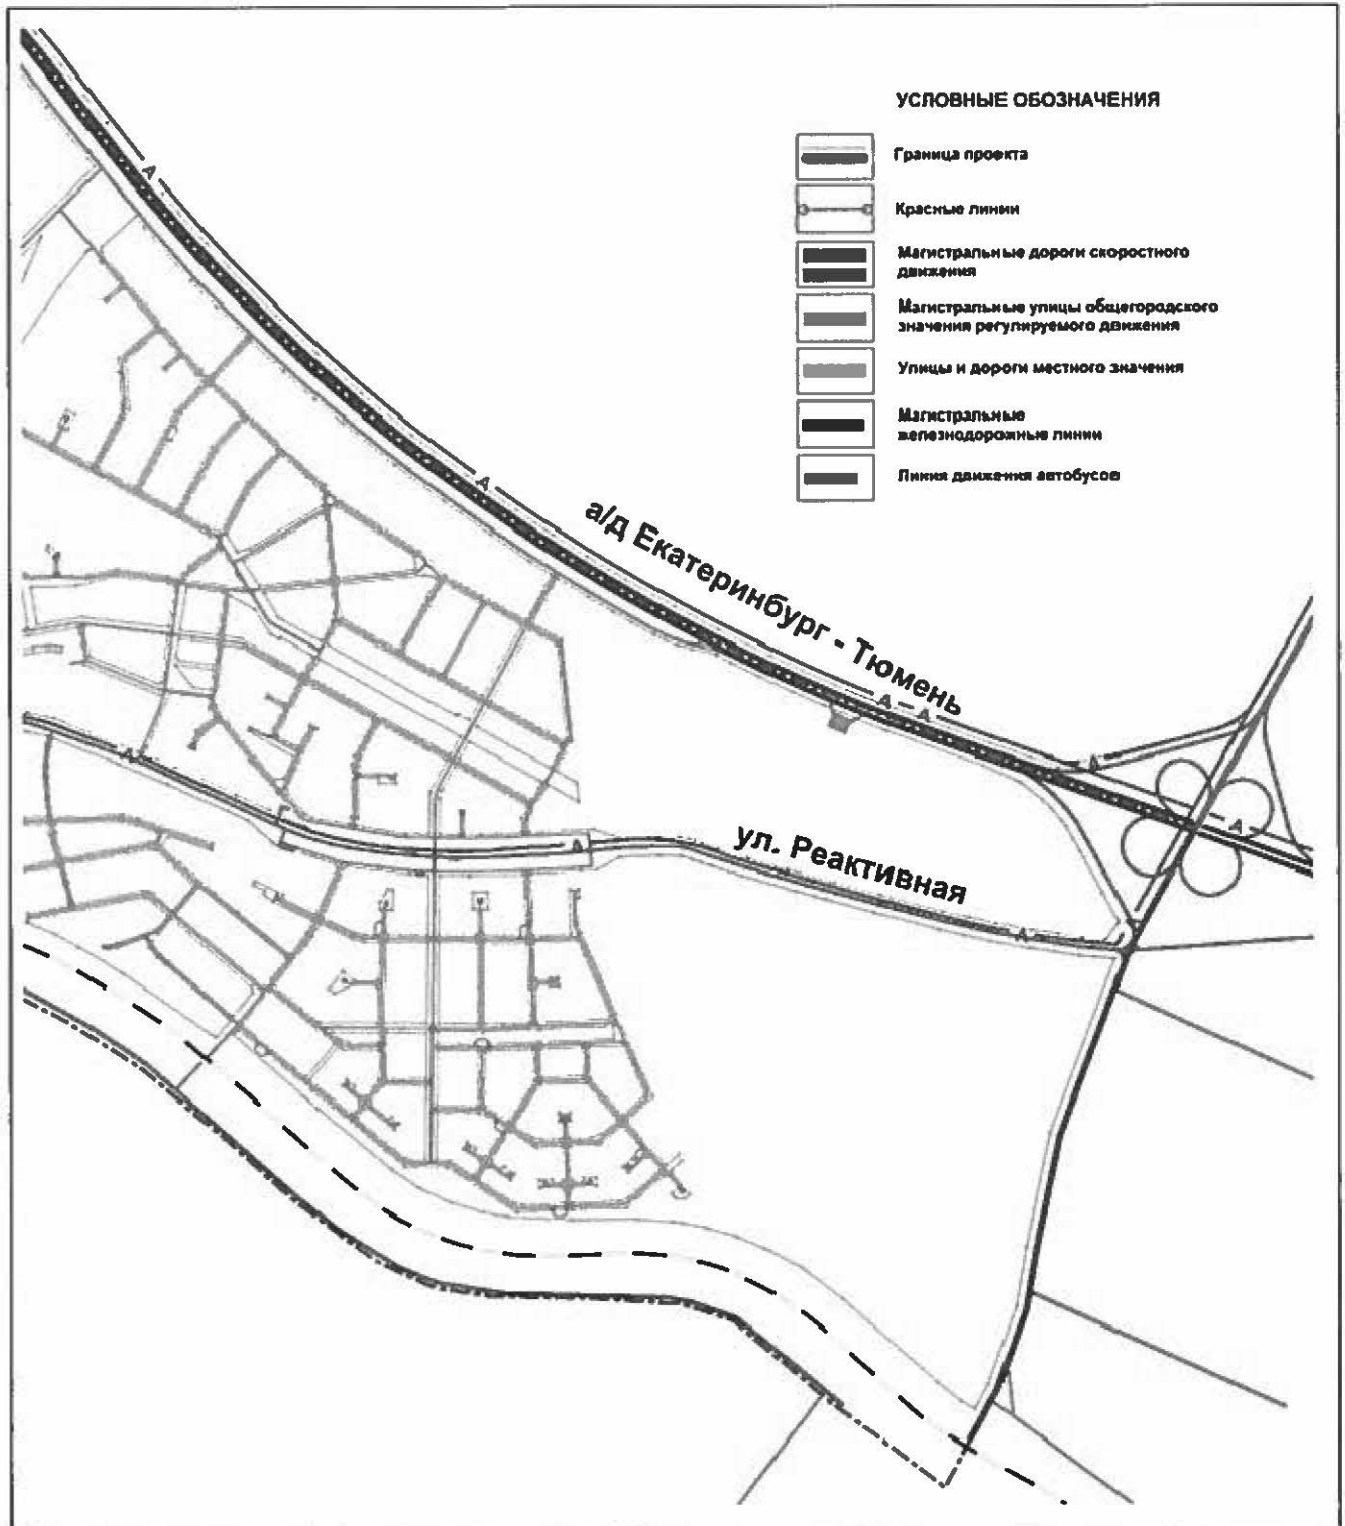 УСЛОВНЫЕ ОБОЗНАЧЕНИЯ
Граница проекта
Красные линии
Магистральные дороги скоростного
движения
Магистральные улицы общегородского
значения регулируемого движения
Улицы и дороги местного значения
Магистральные
железнодорожные линии
Линия движения автобусов
А
А
а/д Екатеринбург - Тюмень
А
А
А
А
А
А
ул. Реактивная
А